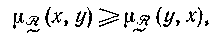 μ_R̰ (x, y) ⩾ μ_R̰ (y, x),